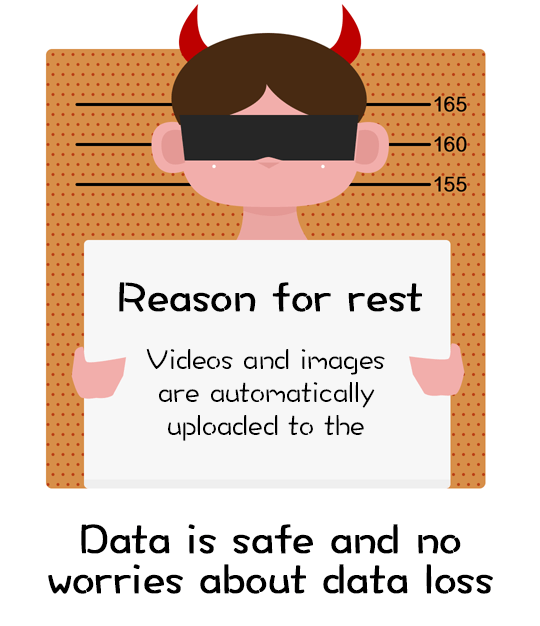 165
160
155
Reason for rest
Videos and images
are automatically
uploaded to the
Data is safe and no
worries about data loss